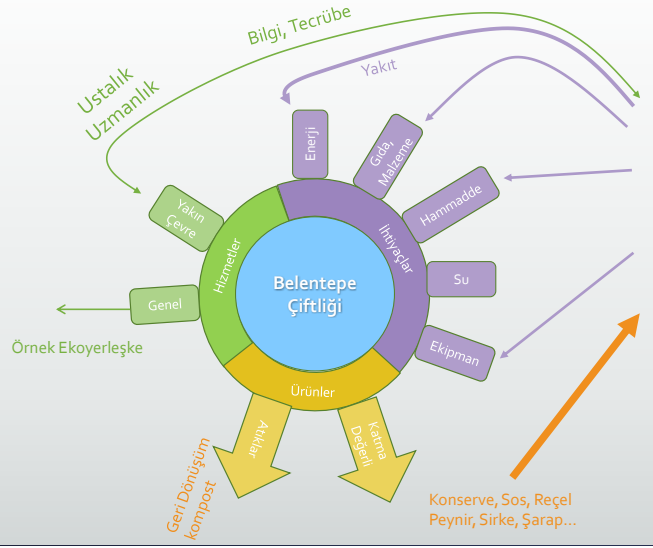 Bilgi, Tecrübe
Yakıt
Ustalık
Uzmanlık
Enerji
Gıda,
Malzeme
Hammadde
Su
Ekipman
İhtiyaçlar
Yakın
Çevre
Hizmetler
Genel
Örnek Ekoyerleşke
Belentepe
Çiftliği
Ürünler
Atıklar
Katma
Değerli
Geri Dönüşüm
kompost
Konserve, Sos, Reçel
Peynir, Sirke, Şarap...